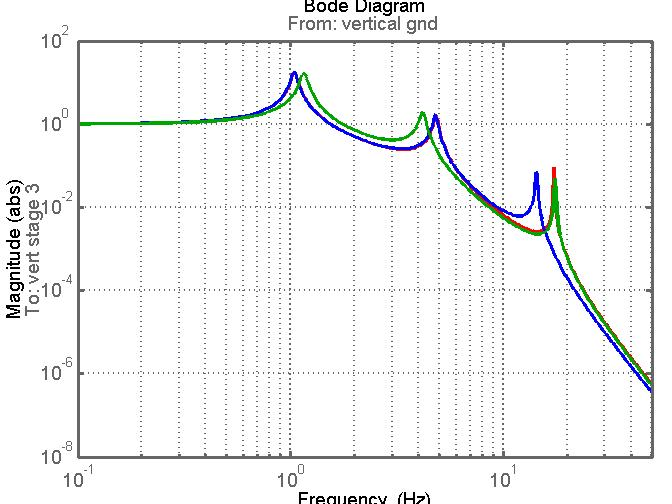 Bode Diagram
From: vertical gnd
10^2
10^0
10^-2
10^-4
10^-6
10^-8
Magnitude (abs)
To: vert stage 3
10^-1
10^0
10^1
Frequency (Hz)